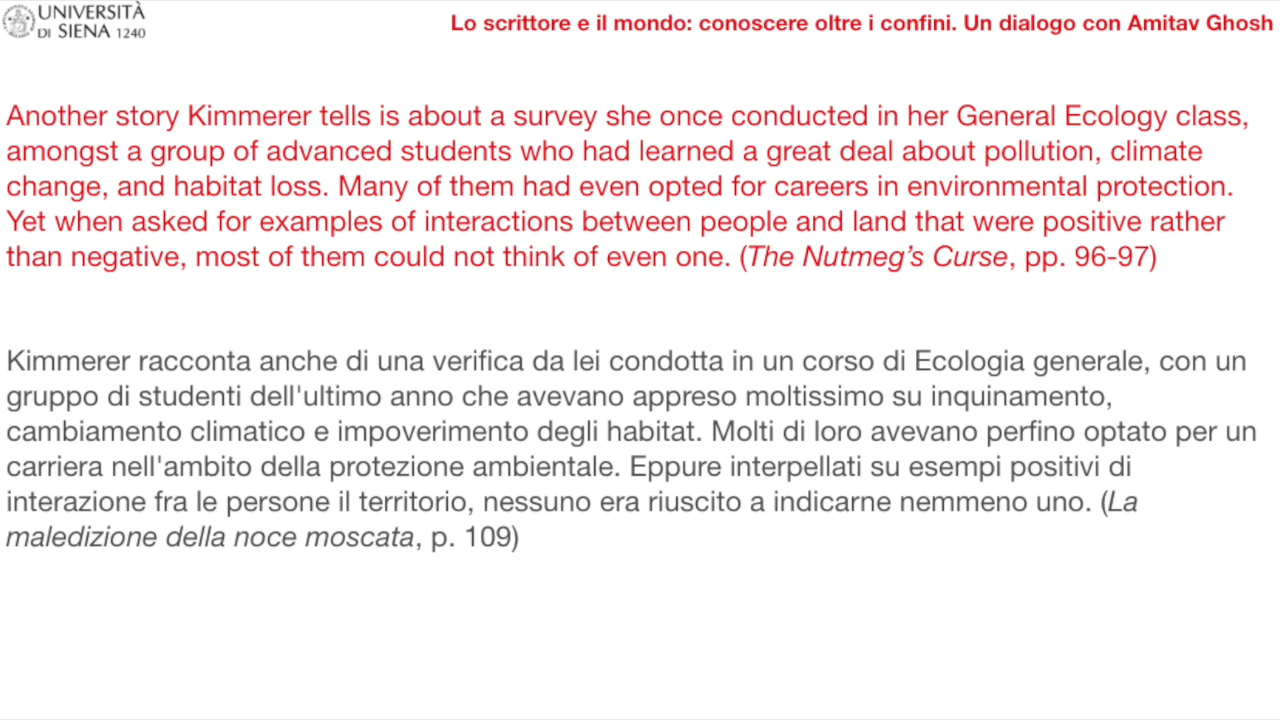 UNIVERSITÀ
DI SIENA 1240
Lo scrittore e il mondo: conoscere oltre i confini. Un dialogo con Amitav Ghosh
Another story Kimmerer tells is about a survey she once conducted in her General Ecology class,
amongst a group of advanced students who had learned a great deal about pollution, climate
change, and habitat loss. Many of them had even opted for careers in environmental protection.
Yet when asked for examples of interactions between people and land that were positive rather
than negative, most of them could not think of even one. (The Nutmeg’s Curse, pp. 96-97)
Kimmerer racconta anche di una verifica da lei condotta in un corso di Ecologia generale, con un
gruppo di studenti dell'ultimo anno che avevano appreso moltissimo su inquinamento,
cambiamento climatico e impoverimento degli habitat. Molti di loro avevano perfino optato per un
carriera nell'ambito della protezione ambientale. Eppure interpellati su esempi positivi di
interazione fra le persone il territorio, nessuno era riuscito a indicarne nemmeno uno. (La
maledizione della noce moscata, p. 109)